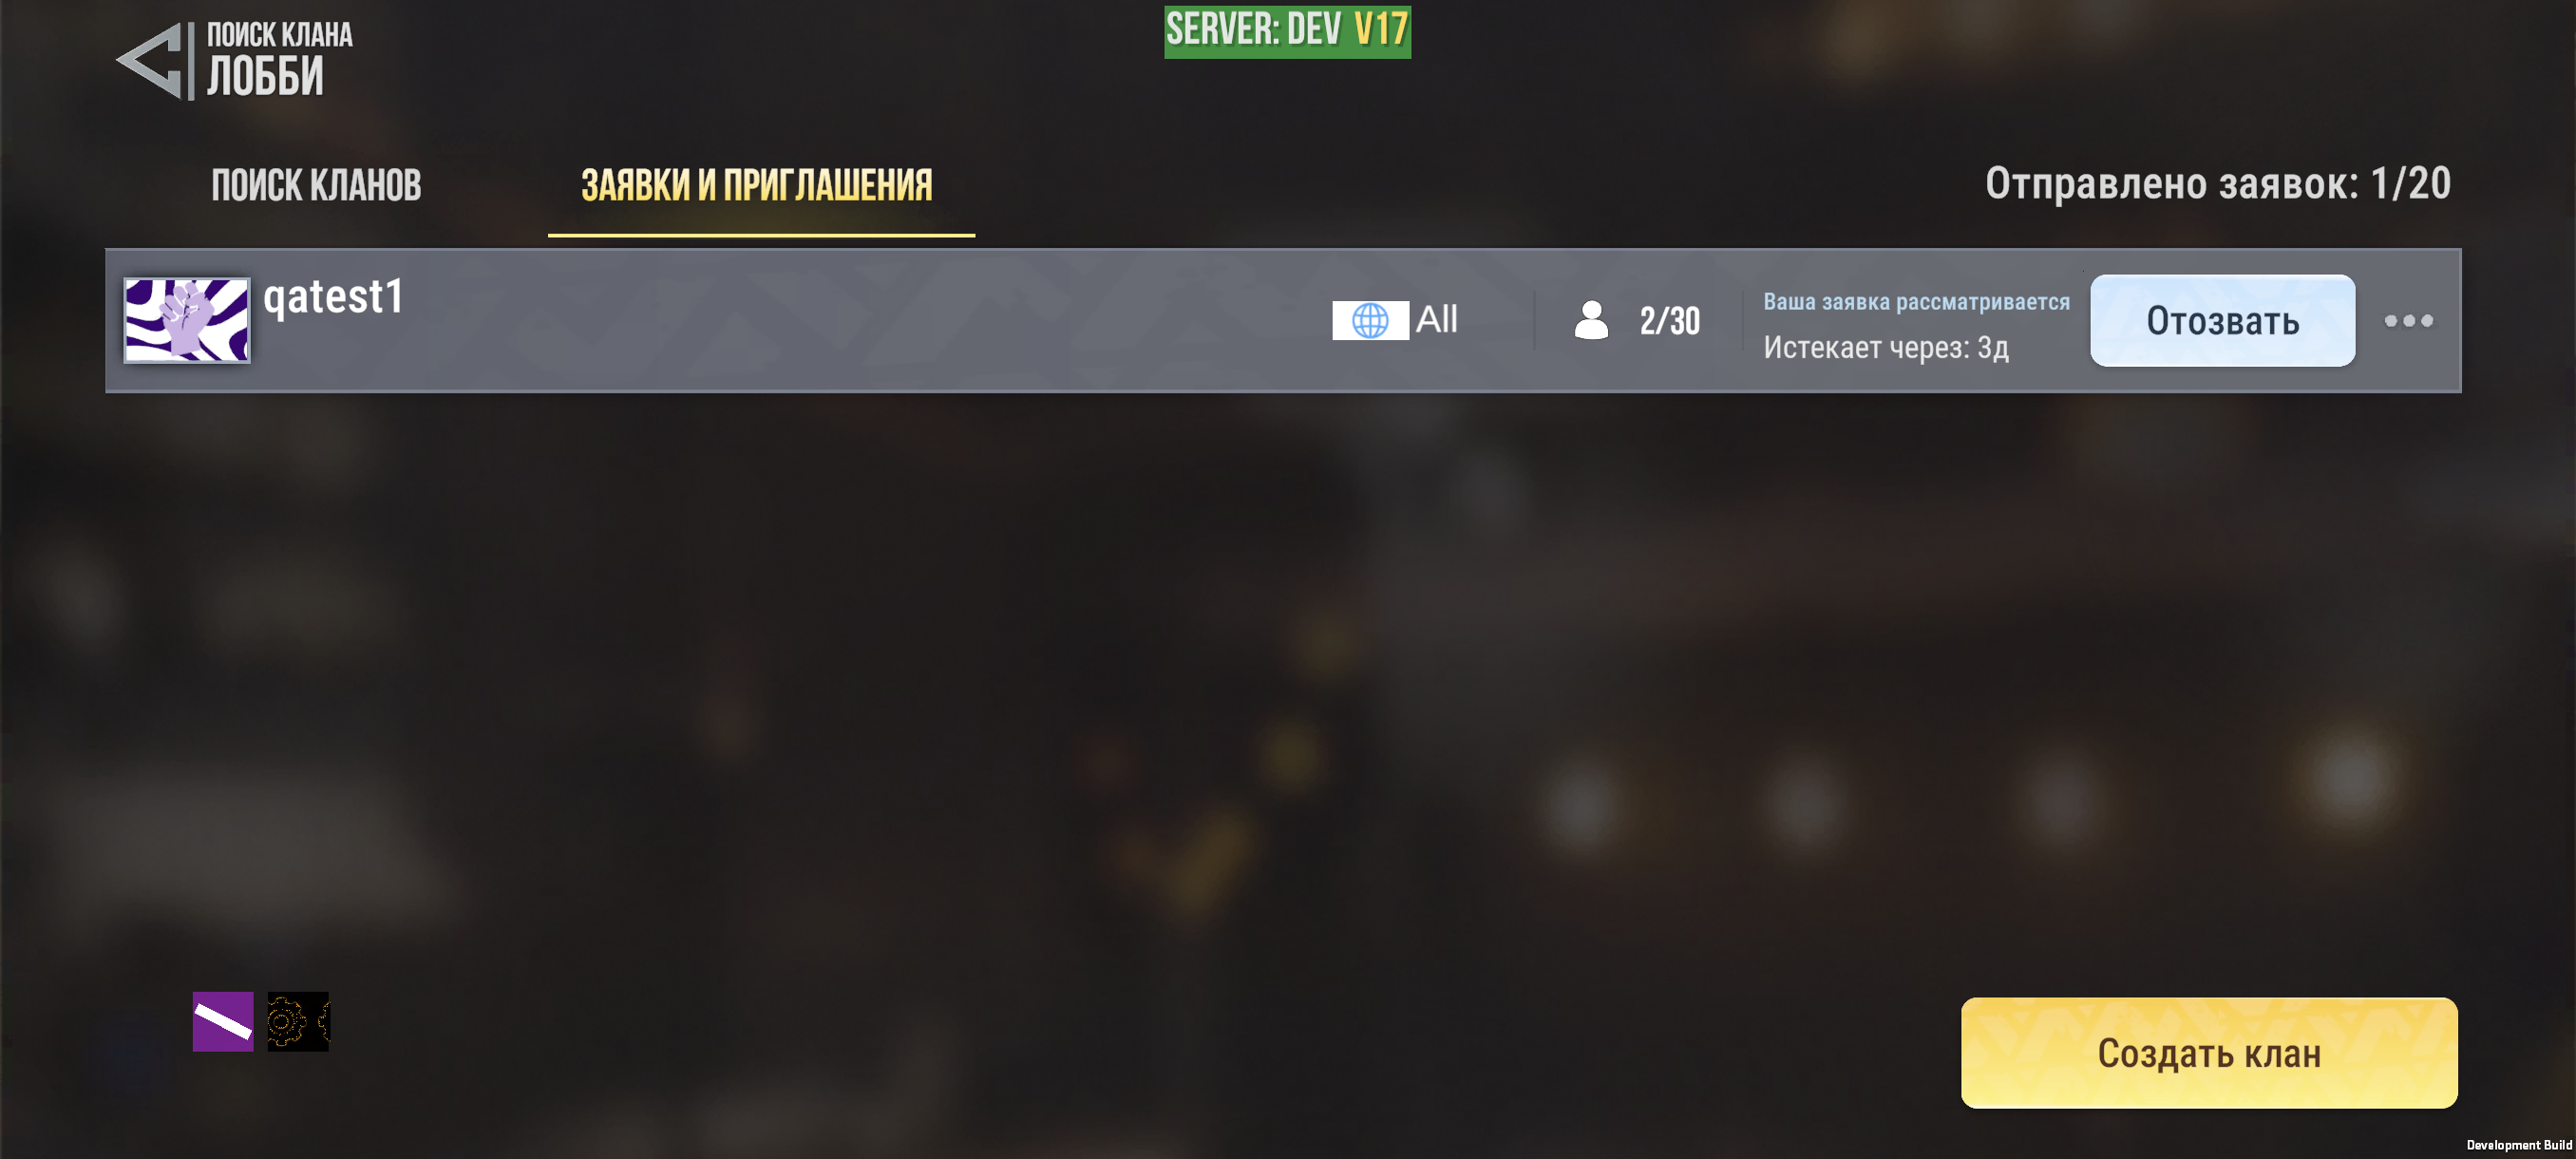 ПОИСК КЛАНА
ЛОББИ
SERVER: DEV V17
ПОИСК КЛАНОВ
ЗАЯВКИ И ПРИГЛАШЕНИЯ
Отправлено заявок: 1/20
qatest1
All
2/30
Ваша заявка рассматривается
Истекает через: 3д
Отозвать
Создать клан
Development Build